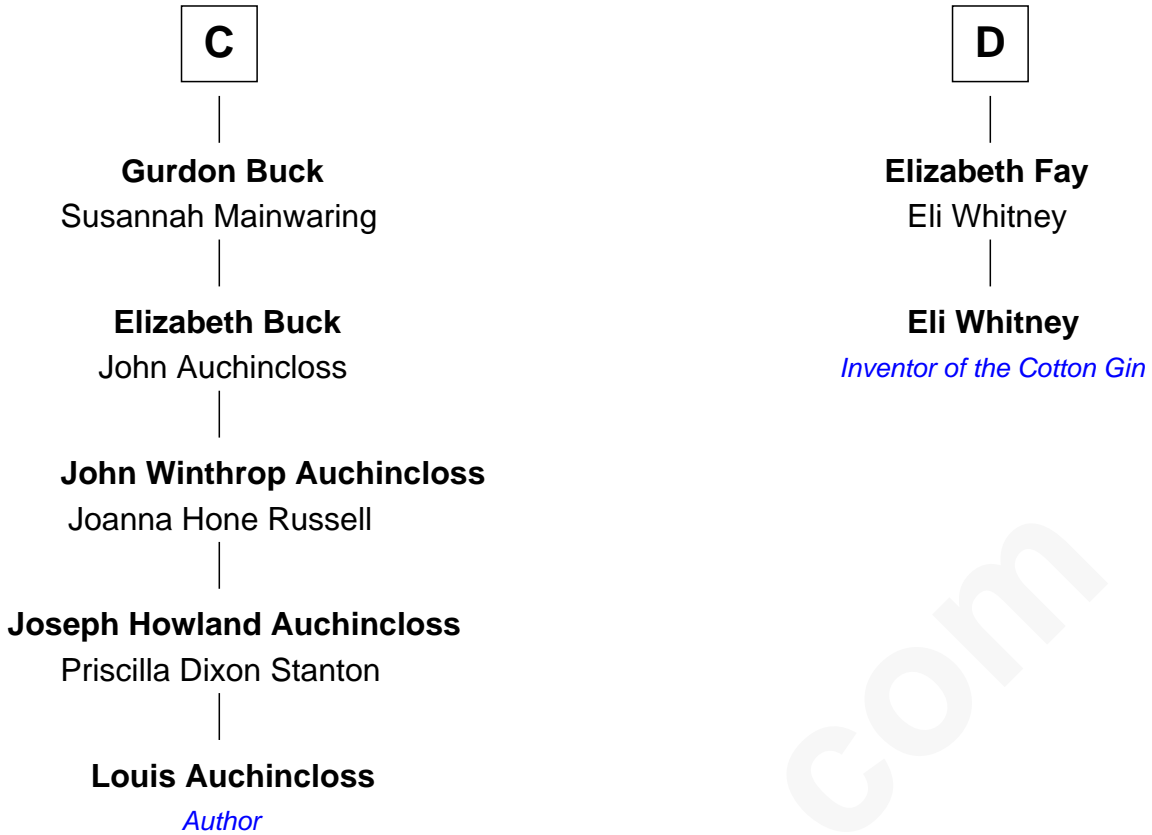 C
Gurdon Buck
Susannah Mainwaring
Elizabeth Buck
John Auchincloss
John Winthrop Auchincloss
Joanna Hone Russell
Joseph Howland Auchincloss
Priscilla Dixon Stanton
Louis Auchincloss
Author
D
Elizabeth Fay
Eli Whitney
Eli Whitney
Inventor of the Cotton Gin
com